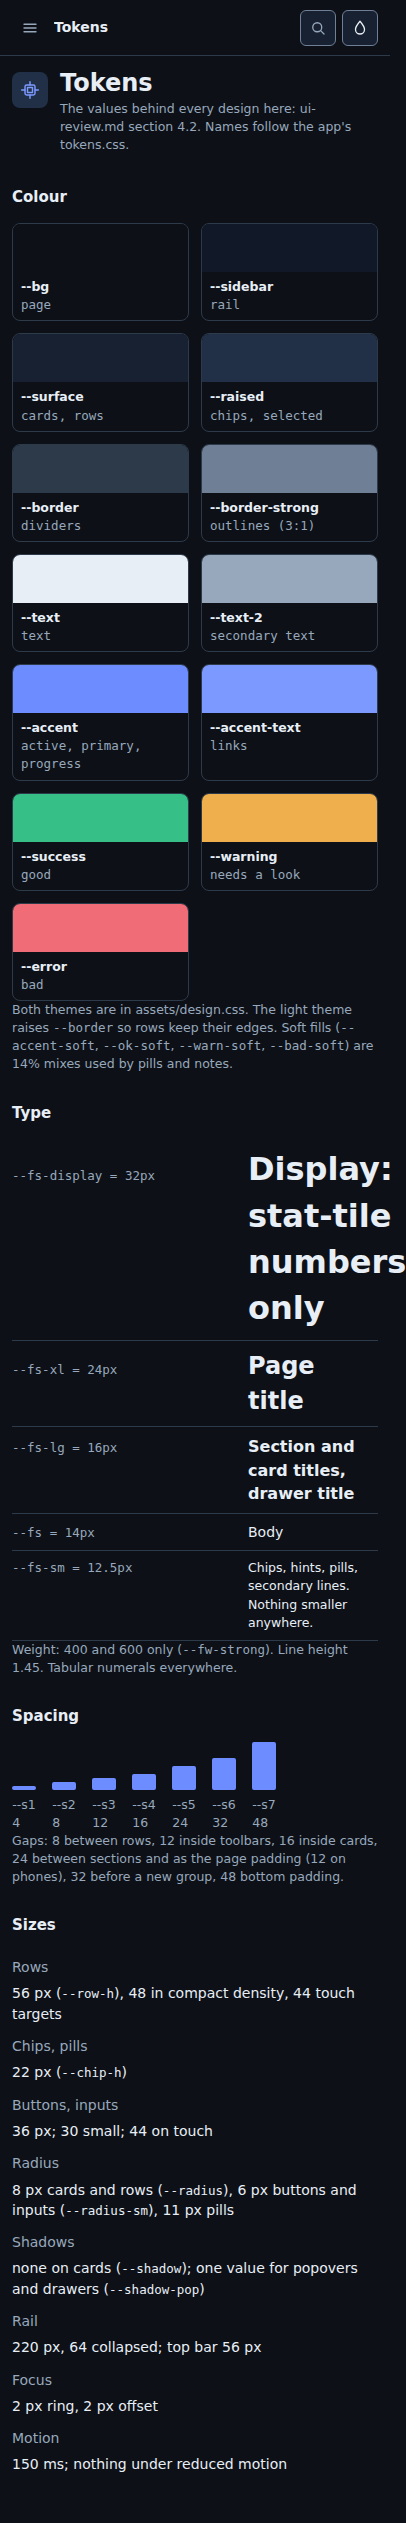 Tokens
Tokens
The values behind every design here: ui-
review.md section 4.2. Names follow the app's
tokens.css.
Colour
--bg
page
--sidebar
rail
--surface
cards, rows
--raised
chips, selected
--border
dividers
--border-strong
outlines (3:1)
--text
text
--text-2
secondary text
--accent
active, primary,
progress
--accent-text
links
--success
good
--warning
needs a look
--error
bad
Both themes are in assets/design.css. The light theme
raises --border so rows keep their edges. Soft fills (--
accent-soft, --ok-soft, --warn-soft, --bad-soft) are
14% mixes used by pills and notes.
Type
--fs-display = 32px
Display:
stat-tile
numbers
only
--fs-xl = 24px
Page
title
--fs-lg = 16px
Section and
card titles,
drawer title
--fs = 14px
Body
--fs-sm = 12.5px
Chips, hints, pills,
secondary lines.
Nothing smaller
anywhere.
Weight: 400 and 600 only (--fw-strong). Line height
1.45. Tabular numerals everywhere.
Spacing
--s1 --s2 --s3 --s4 --s5 --s6 --s7
4 8 12 16 24 32 48
Gaps: 8 between rows, 12 inside toolbars, 16 inside cards,
24 between sections and as the page padding (12 on
phones), 32 before a new group, 48 bottom padding.
Sizes
Rows
56 px (--row-h), 48 in compact density, 44 touch
targets
Chips, pills
22 px (--chip-h)
Buttons, inputs
36 px; 30 small; 44 on touch
Radius
8 px cards and rows (--radius), 6 px buttons and
inputs (--radius-sm), 11 px pills
Shadows
none on cards (--shadow); one value for popovers
and drawers (--shadow-pop)
Rail
220 px, 64 collapsed; top bar 56 px
Focus
2 px ring, 2 px offset
Motion
150 ms; nothing under reduced motion